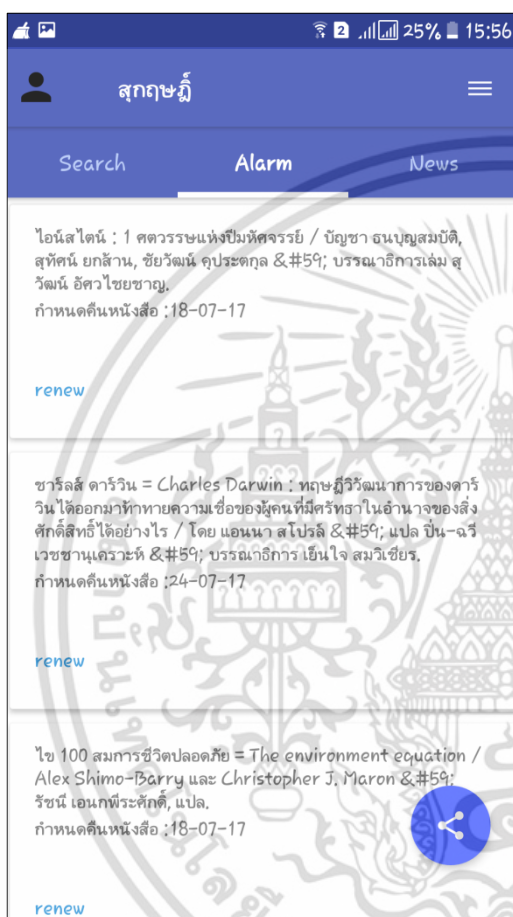 2 25% 15:56
สุกฤษฎิ์
Search Alarm News
ไอน์สไตน์ : 1 ศตวรรษแห่งปีมหัศจรรย์ / บัญชา ธนบุญสมบัติ,
สุทัศน์ ยกส้าน, ชัยวัฒน์ คุประตกุล &#59; บรรณาธิการเล่ม สุ
วัฒน์ อัศวไชยชาญ.
กำหนดคืนหนังสือ :18-07-17
renew
ชาร์ลส์ ดาร์วิน = Charles Darwin : ทฤษฎีวิวัฒนาการของดาร์
วินได้ออกมาท้าทายความเชื่อของผู้คนที่มีศรัทธาในอำนาจของสิ่ง
ศักดิ์สิทธิ์ได้อย่างไร / โดย แอนนา สโปรล์ &#59; แปล ปิ่น-ฉวี
เวชชานุเคราะห์ &#59; บรรณาธิการ เย็นใจ สมวิเชียร.
กำหนดคืนหนังสือ :24-07-17
renew
ไข 100 สมการชีวิตปลอดภัย = The environment equation /
Alex Shimo-Barry และ Christopher J. Maron &#59;
รัชนี เอนกพีระศักดิ์, แปล.
กำหนดคืนหนังสือ :18-07-17
renew